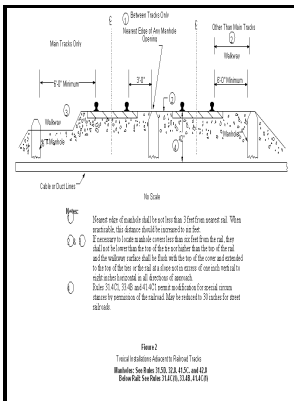 Between Tracks Only
Nearest Edge of Any Manhole
Opening
Other Than Main Tracks
Main Tracks Only
Walkway
6'-0" Minimum
3'-0"
6'-0" Minimum
Walkway
Manhole
Manhole
Cable or Duct Lines
No Scale
Notes:
Nearest edge of manhole shall be not less than 3 feet from nearest rail. When
practicable, this distance should be increased to six feet.
If necessary to locate manhole covers less than six feet from the rail, they
shall not be lower than the top of the tie nor higher than the top of the rail
and the walkway surface shall be flush with the top of the cover and extended
to the top of the ties or the rail at a slope not in excess of one inch vertical to
eight inches horizontal in all directions of approach.
Rules 31.4C1, 33.4B and 41.4C1 permit modification for special circum
stances by permission of the railroad. May be reduced to 30 inches for street
railroads.
Figure 2
Typical Installations Adjacent to Railroad Tracks
Manholes: See Rules 31.5D, 32.8, 41.5C, and 42.8
Below Rail: See Rules 31.4C(1), 33.4B, 41.4C(1)